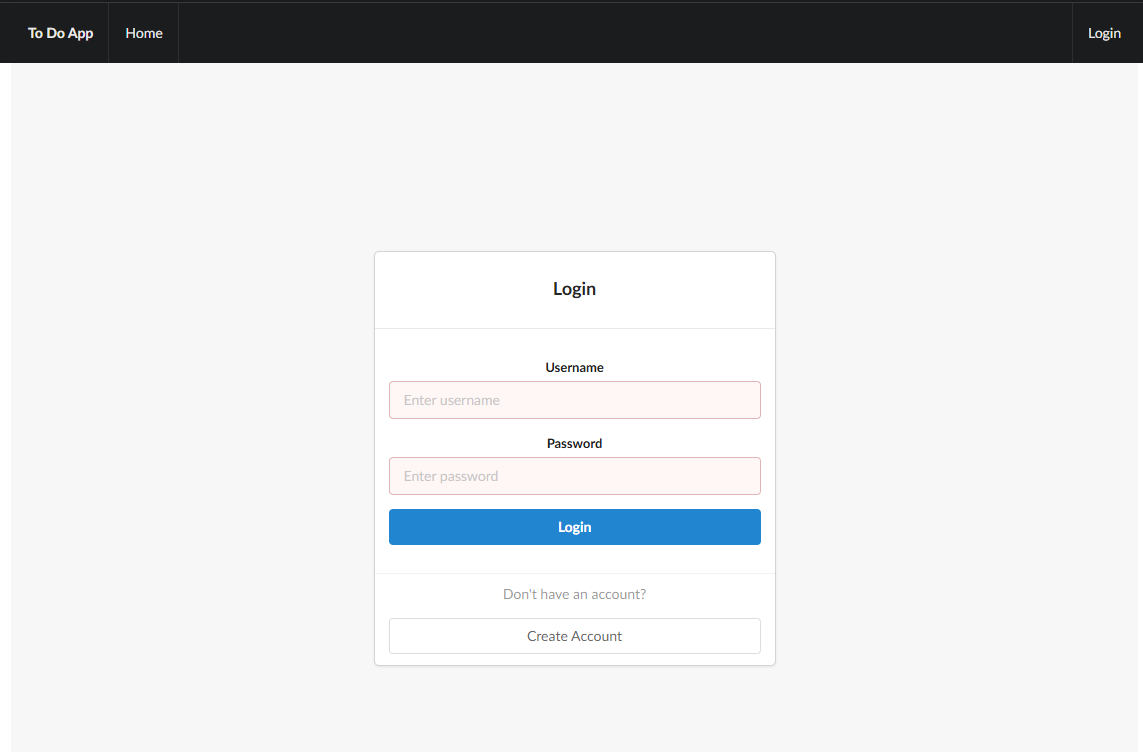 To Do App Home Login
Login
Username
Enter username
Password
Enter password
Login
Don't have an account?
Create Account